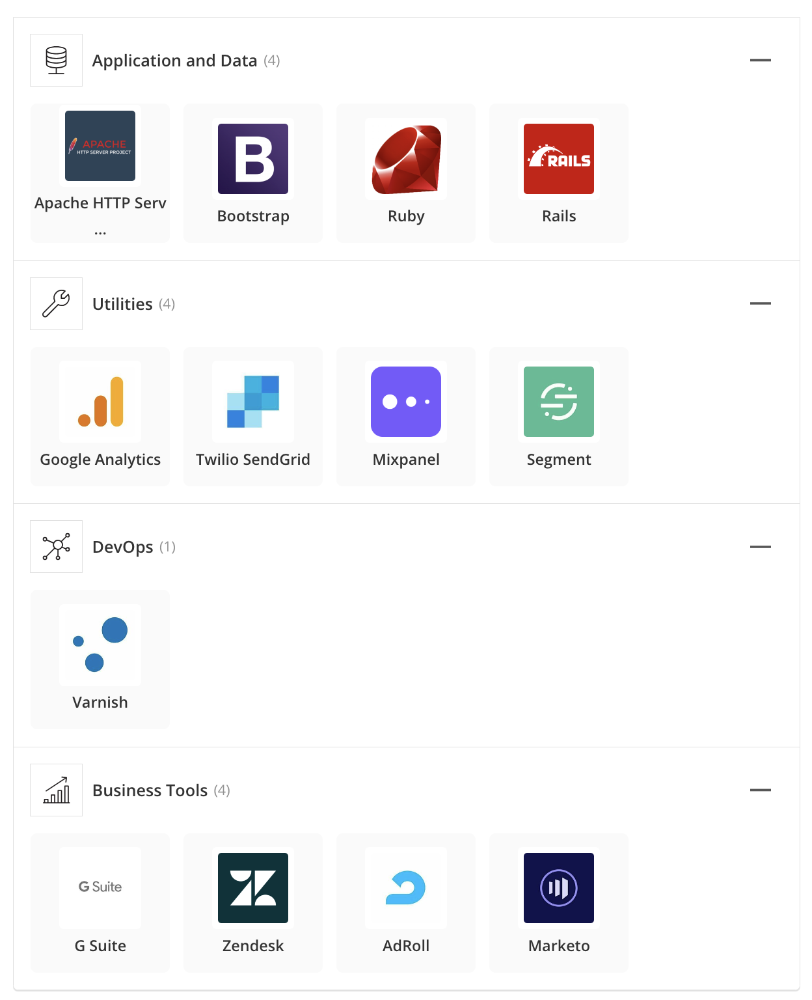 Application and Data (4)
APACHE
HTTP SERVER PROJECT
B
RAILS
Apache HTTP Serv
...
Bootstrap
Ruby
Rails
Utilities (4)
Google Analytics
Twilio SendGrid
Mixpanel
Segment
DevOps (1)
Varnish
Business Tools (4)
G Suite
G Suite
Zendesk
AdRoll
Marketo